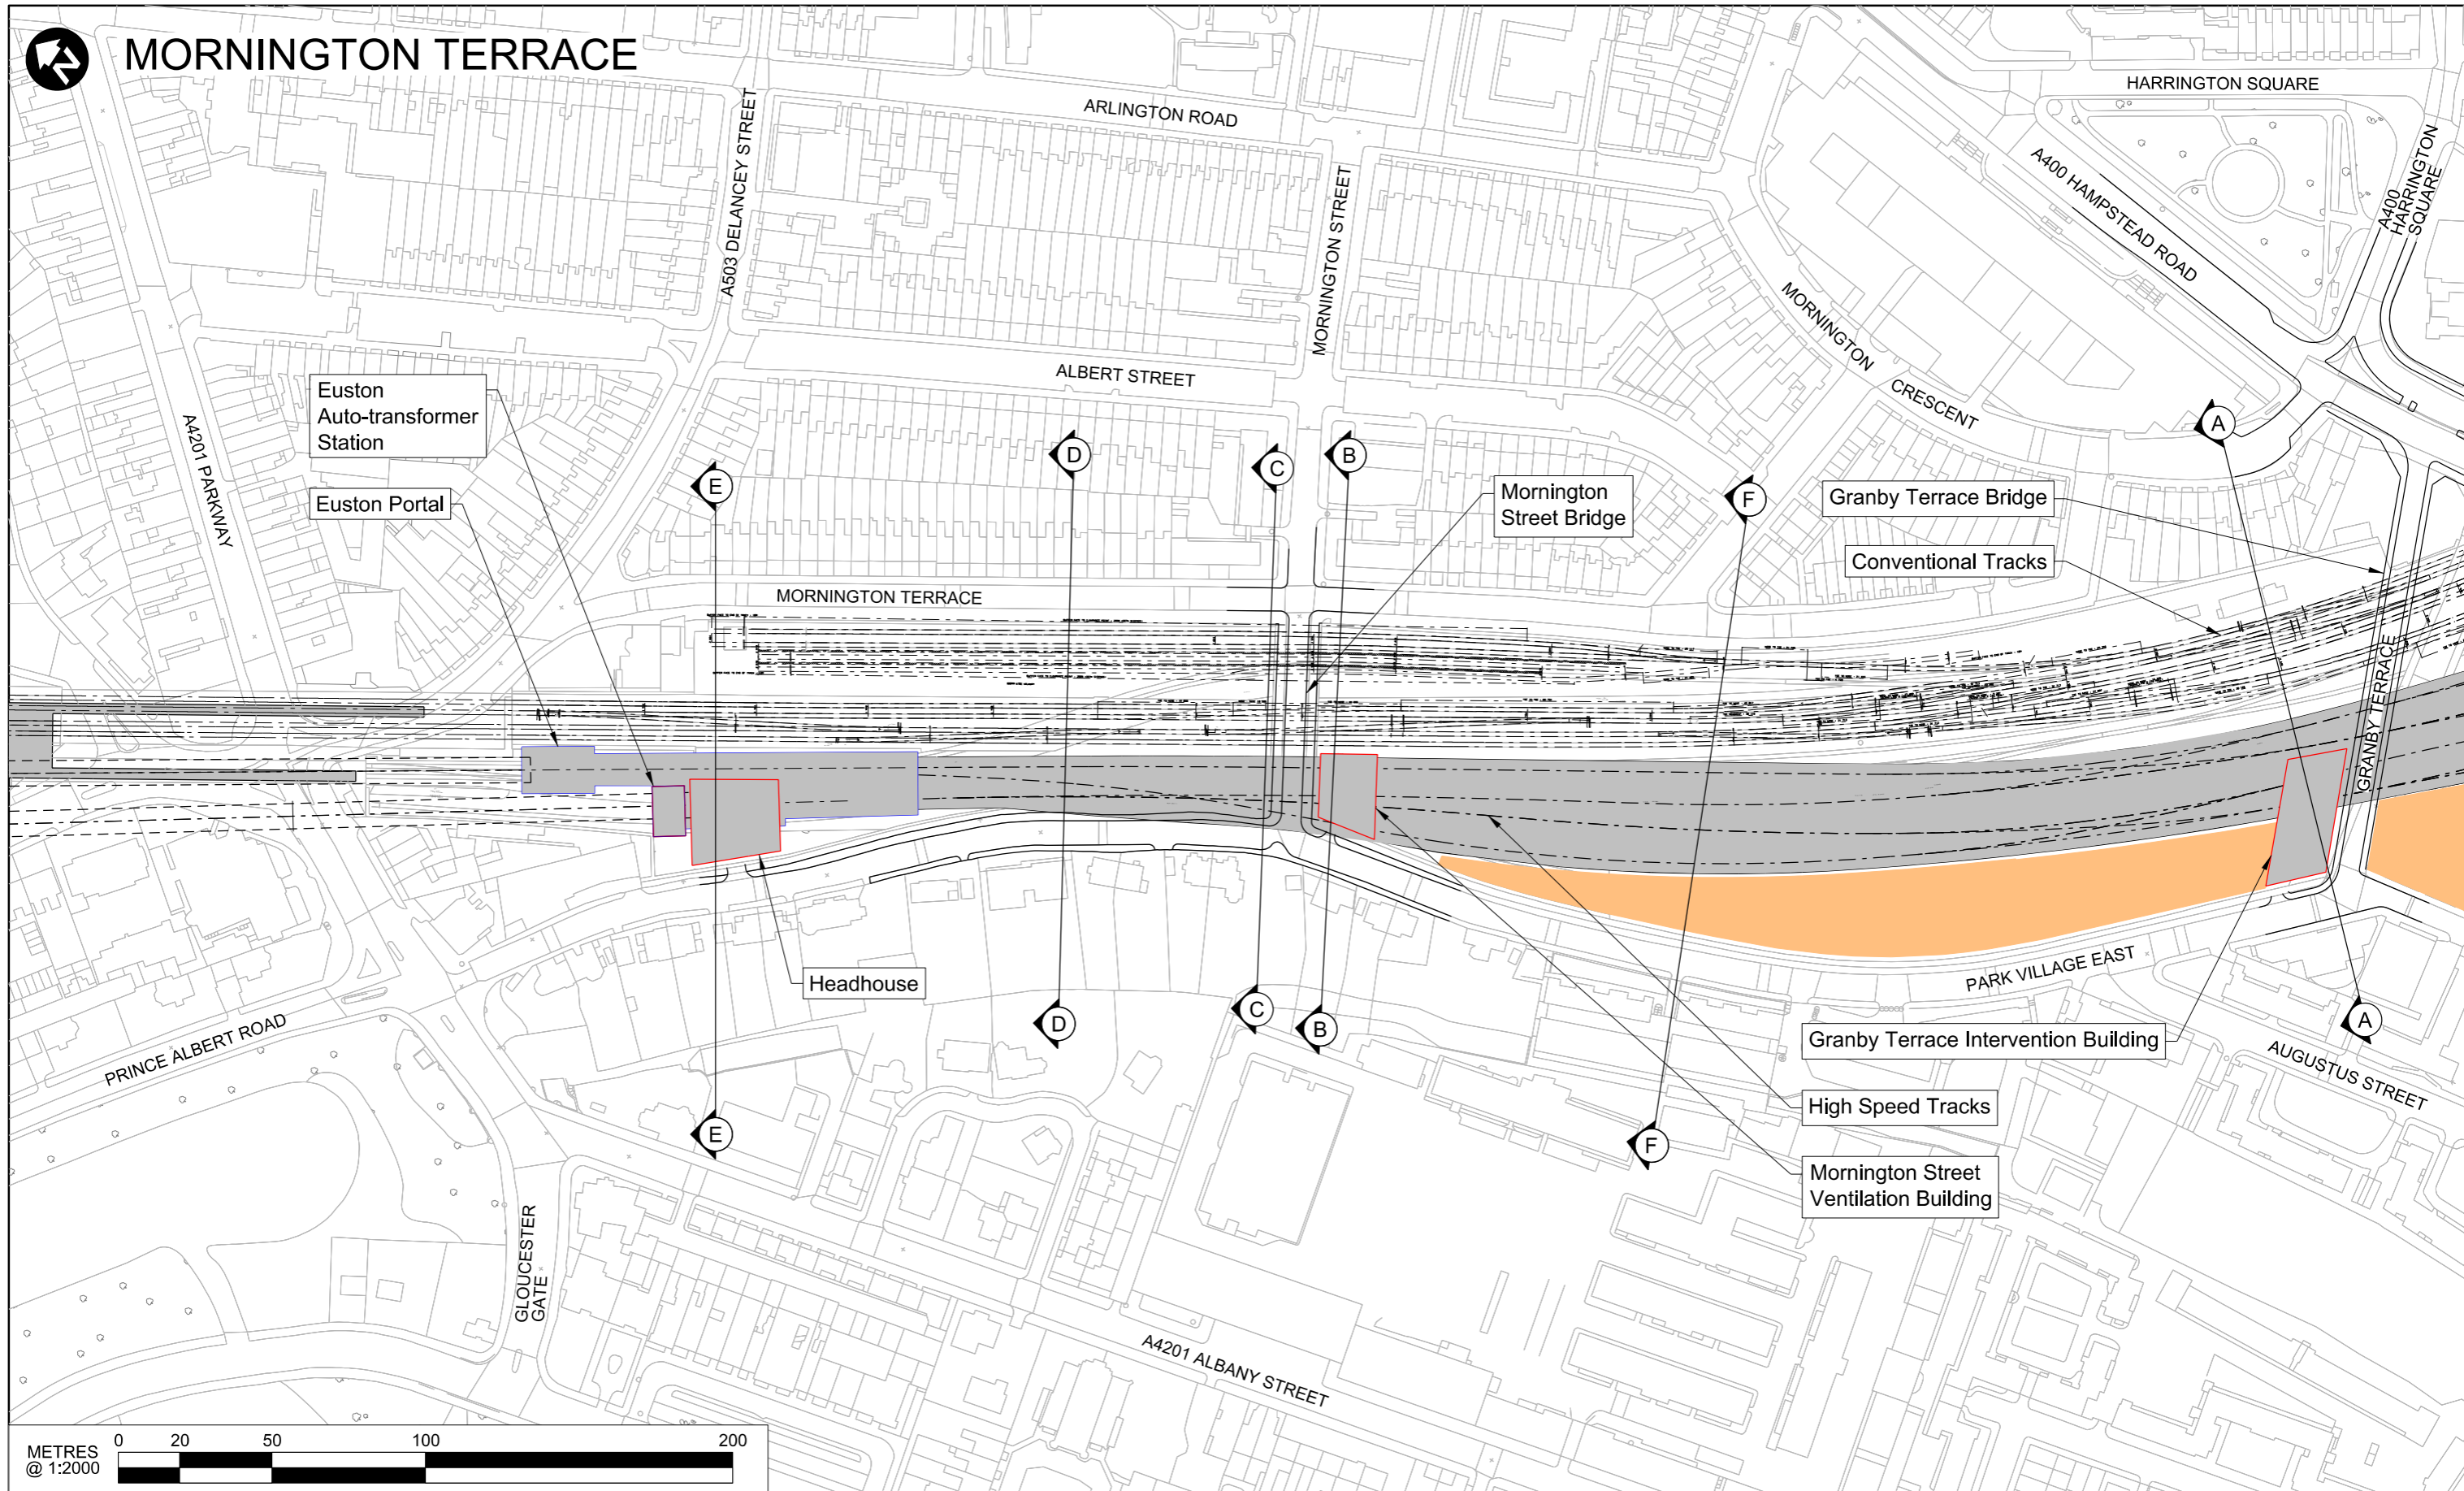 MORNINGTON TERRACE
HARRINGTON SQUARE
ARLINGTON ROAD
A503 DELANCEY STREET
MORNINGTON STREET
A400 HAMPSTEAD ROAD
A400
HARRINGTON
SQUARE
MORNINGTON
CRESCENT
ALBERT STREET
Euston
Auto-transformer
Station
A4201 PARKWAY
Euston Portal
A
D
C
B
E
F
Mornington
Street Bridge
Granby Terrace Bridge
Conventional Tracks
MORNINGTON TERRACE
GRANBY TERRACE
Headhouse
PARK VILLAGE EAST
D
C
B
A
PRINCE ALBERT ROAD
Granby Terrace Intervention Building
AUGUSTUS STREET
High Speed Tracks
E
F
Mornington Street
Ventilation Building
GLOUCESTER
GATE
A4201 ALBANY STREET
METRES
@ 1:2000
0 20 50 100 200
N